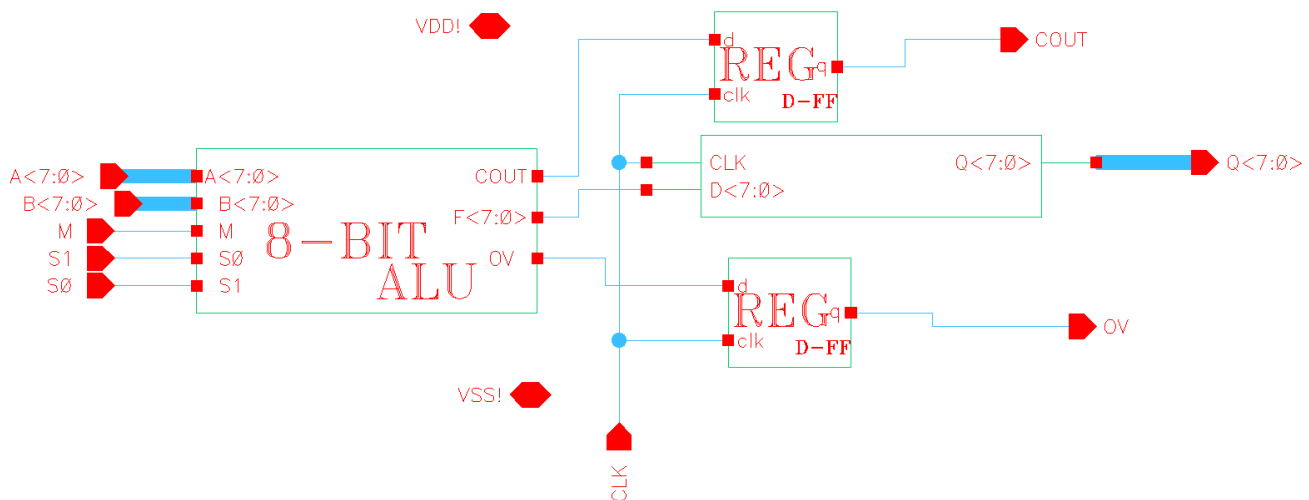 VDD!
d
REG
q
clk
D-FF
COUT
A<7:0>
B<7:0>
M
S1
S0
A<7:0>
B<7:0>
M
S0
S1
8-BIT
ALU
COUT
F<7:0>
OV
CLK
D<7:0>
Q<7:0>
Q<7:0>
d
REG
q
clk
D-FF
OV
VSS!
CLK